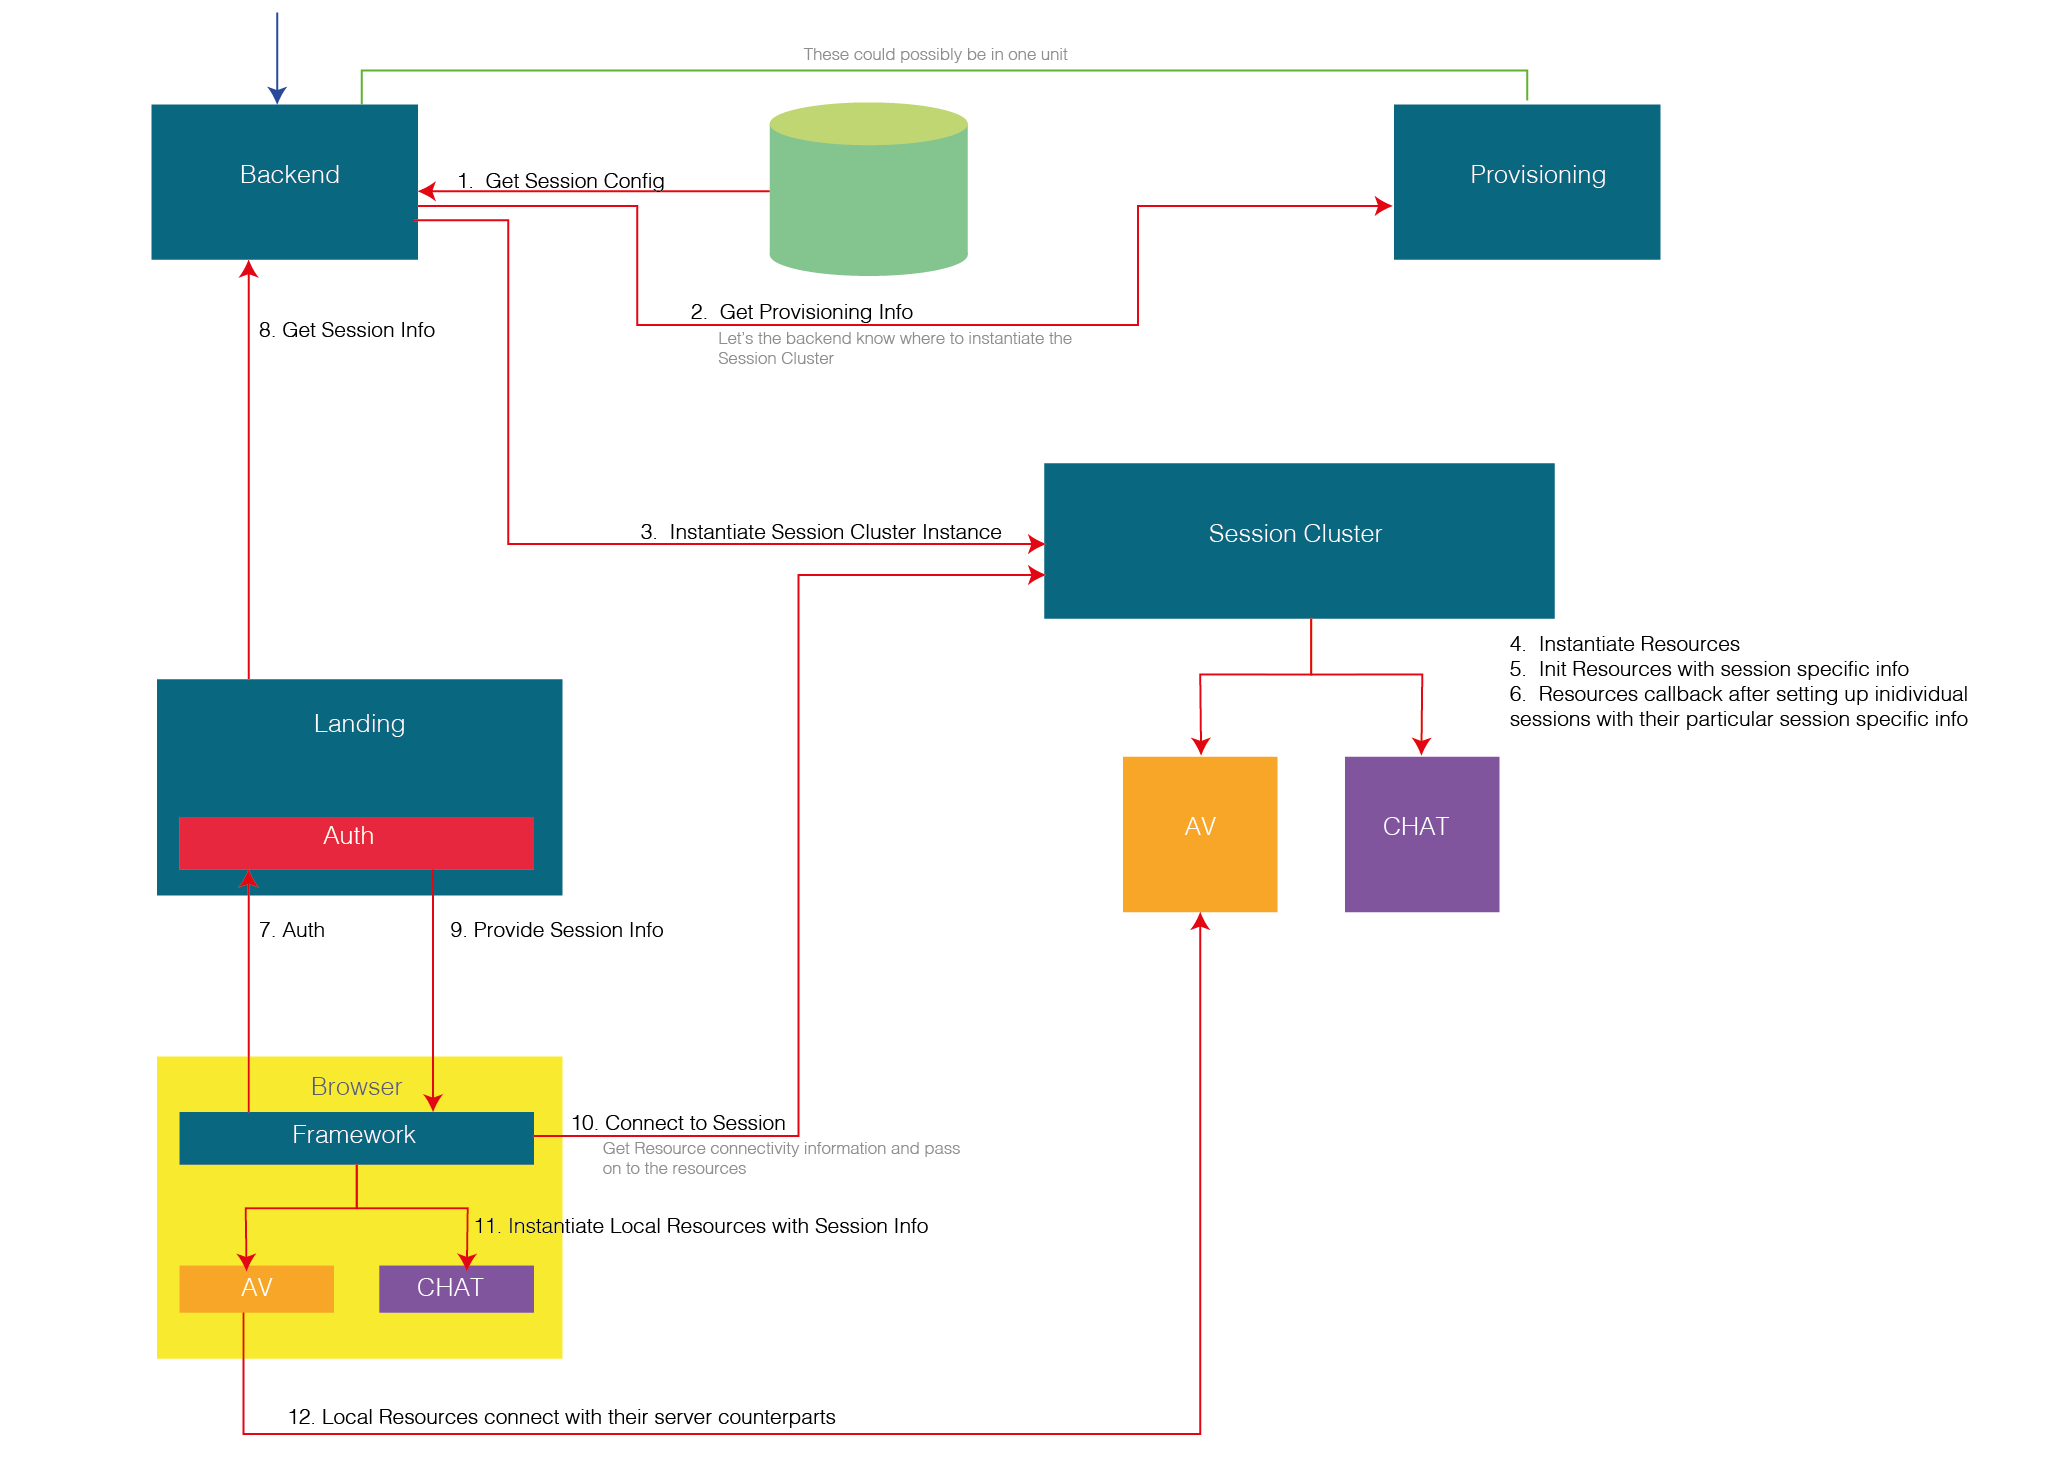 These could possibly be in one unit
Backend
Provisioning
1. Get Session Config
2. Get Provisioning Info
Let's the backend know where to instantiate the
Session Cluster
8. Get Session Info
3. Instantiate Session Cluster Instance
Session Cluster
4. Instantiate Resources
5. Init Resources with session specific info
6. Resources callback after setting up inidividual
sessions with their particular session specific info
Landing
Auth
AV
CHAT
7. Auth
9. Provide Session Info
Browser
Framework
10. Connect to Session
Get Resource connectivity information and pass
on to the resources
11. Instantiate Local Resources with Session Info
AV
CHAT
12. Local Resources connect with their server counterparts